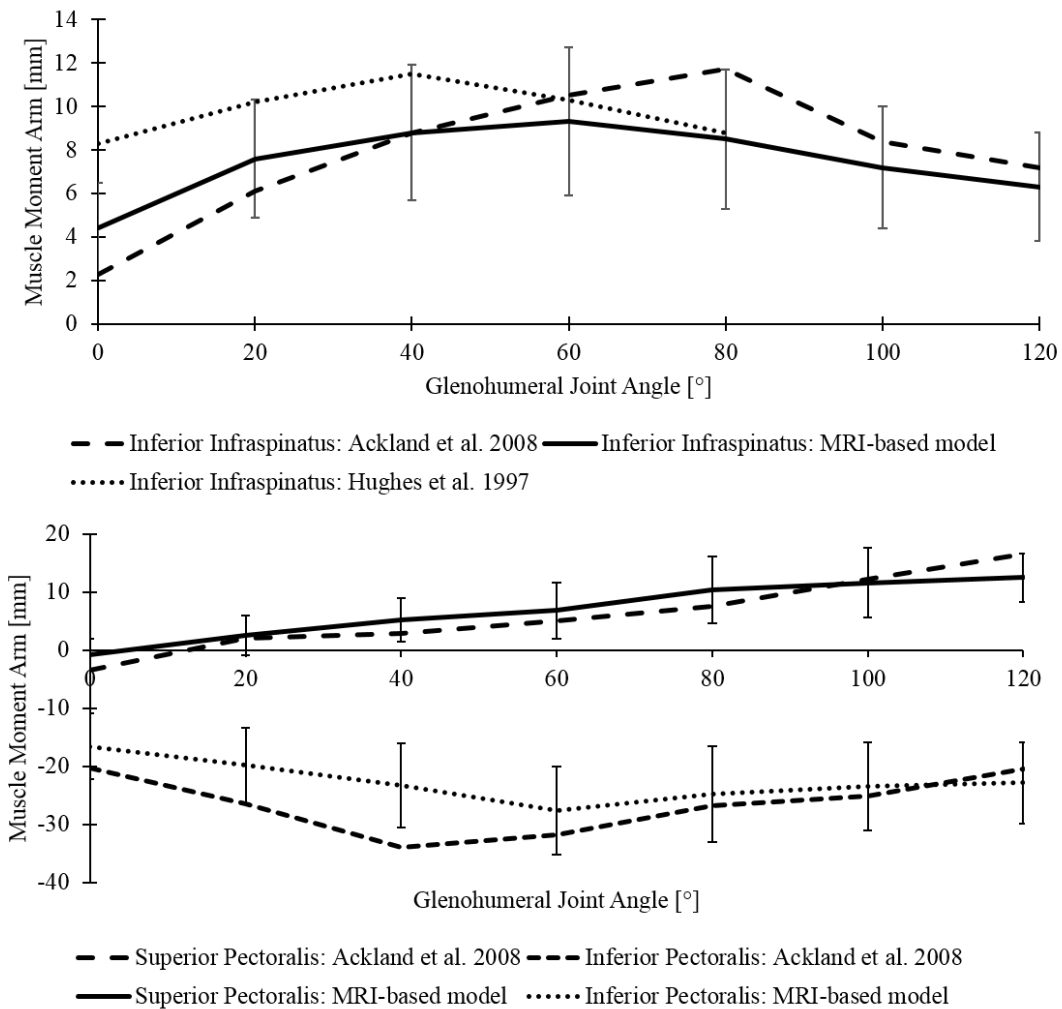 14
12
10
8
6
4
2
0
Muscle Moment Arm [mm]
0 20 40 60 80 100 120
Glenohumeral Joint Angle [°]
Inferior Infraspinatus: Ackland et al. 2008 Inferior Infraspinatus: MRI-based model
Inferior Infraspinatus: Hughes et al. 1997
20
10
0
-10
-20
-30
-40
Muscle Moment Arm [mm]
0 20 40 60 80 100 120
Glenohumeral Joint Angle [°]
Superior Pectoralis: Ackland et al. 2008 Inferior Pectoralis: Ackland et al. 2008
Superior Pectoralis: MRI-based model Inferior Pectoralis: MRI-based model